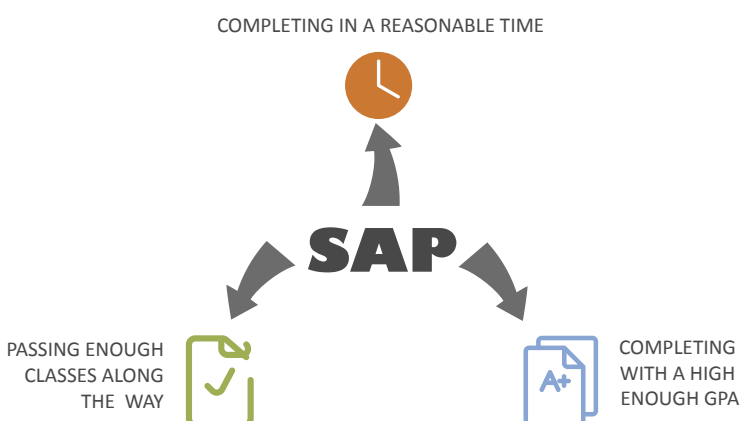 COMPLETING IN A REASONABLE TIME
SAP
PASSING ENOUGH
CLASSES ALONG
THE WAY
A+
COMPLETING
WITH A HIGH
ENOUGH GPA